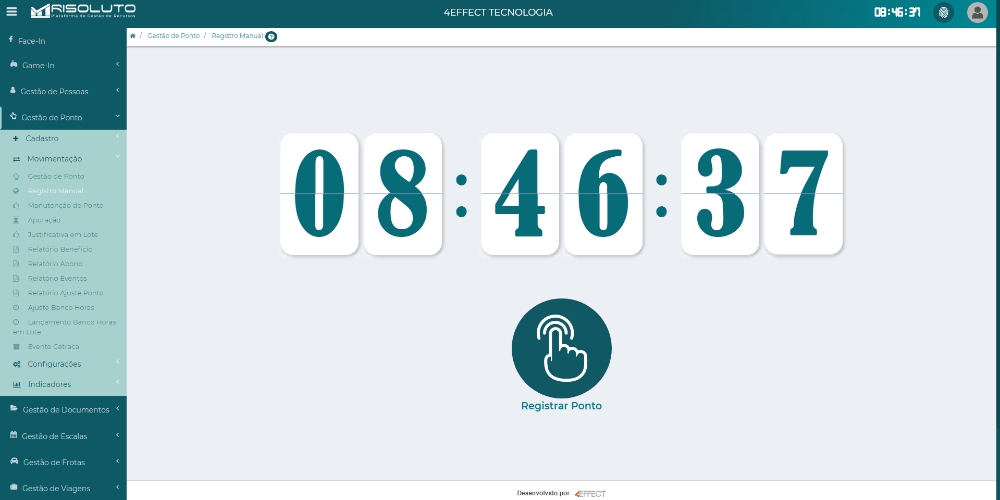 RISOLUTO
Plataforma de Gestão de Recursos
4EFFECT TECNOLOGIA
08:46:37
Face-In
Game-In
Gestão de Pessoas
Gestão de Ponto
Cadastro
Movimentação
Gestão de Ponto
Registro Manual
Manutenção de Ponto
Apuração
Justificativa em Lote
Relatório Benefício
Relatório Abono
Relatório Eventos
Relatório Ajuste Ponto
Ajuste Banco Horas
Lançamento Banco Horas
em Lote
Evento Catraca
Configurações
Indicadores
Gestão de Documentos
Gestão de Escalas
Gestão de Frotas
Gestão de Viagens
/ Gestão de Ponto / Registro Manual ?
08:46:37
Registrar Ponto
Desenvolvido por 4EFFECT